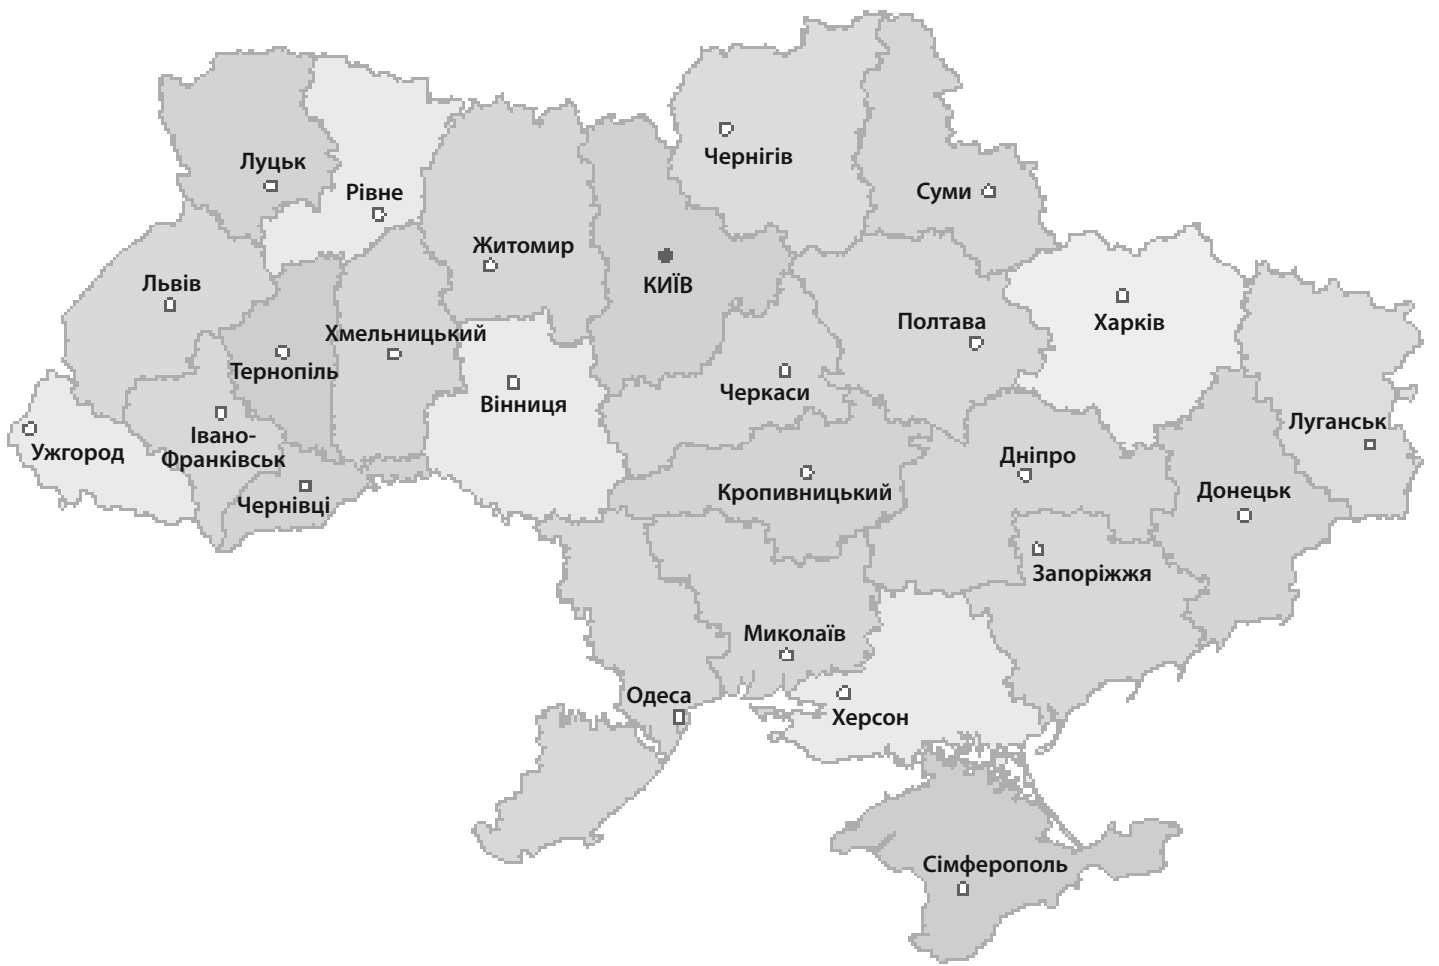 Чернігів
Луцьк
Рівне
Суми
Житомир
КИЇВ
Львів
Полтава
Харків
Хмельницький
Тернопіль
Черкаси
Вінниця
Луганськ
Івано-
Франківськ
Ужгород
Дніпро
Кропивницький
Донецьк
Чернівці
Запоріжжя
Миколаїв
Одеса
Херсон
Сімферополь